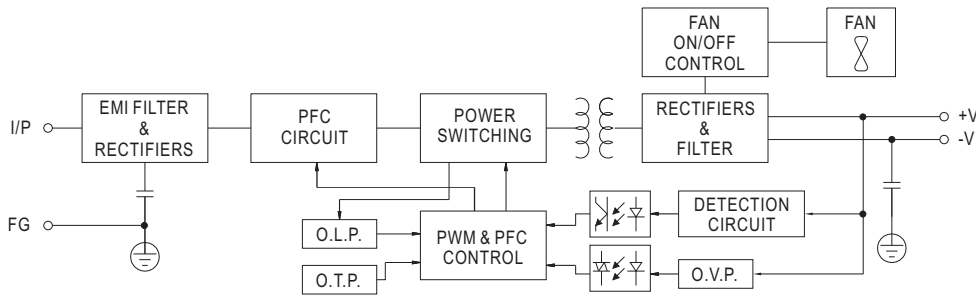 FAN
ON/OFF
CONTROL
FAN
EMI FILTER
&
RECTIFIERS
PFC
CIRCUIT
POWER
SWITCHING
RECTIFIERS
&
FILTER
I/P
+V
-V
FG
O.L.P.
O.T.P.
PWM & PFC
CONTROL
DETECTION
CIRCUIT
O.V.P.